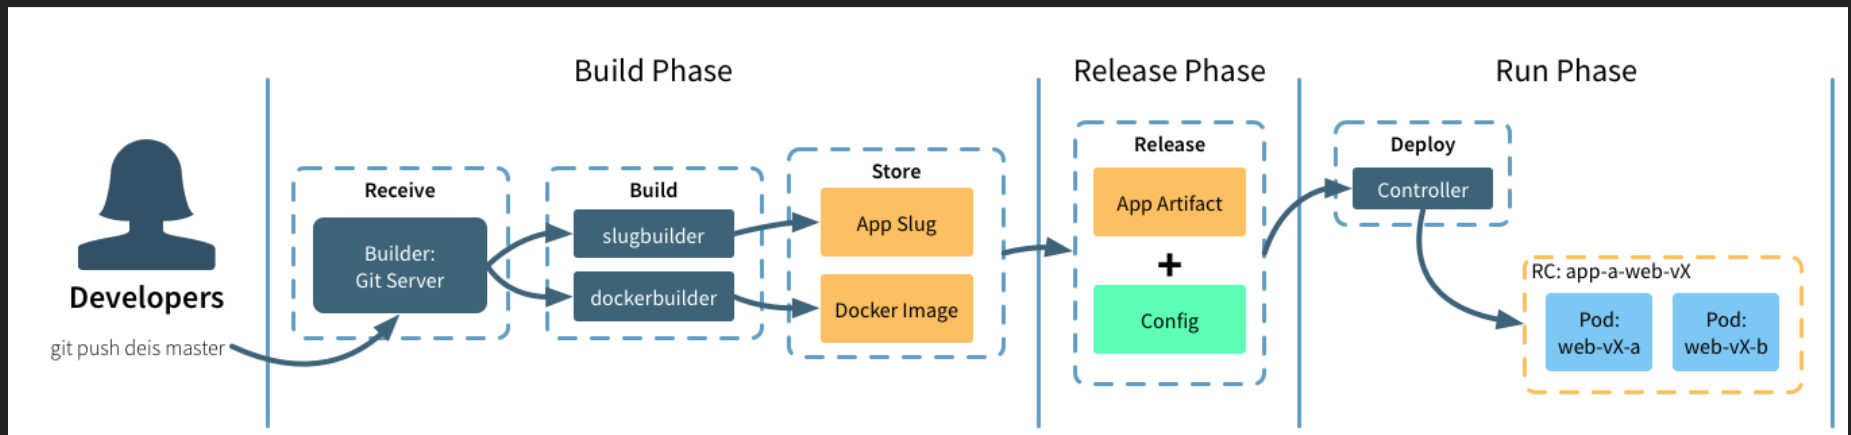 Build Phase
Release Phase
Run Phase
Developers
git push deis master
Receive
Builder:
Git Server
Build
slugbuilder
dockerbuilder
Store
App Slug
Docker Image
Release
App Artifact
+
Config
Deploy
Controller
RC: app-a-web-vX
Pod:
web-vX-a
Pod:
web-vX-b